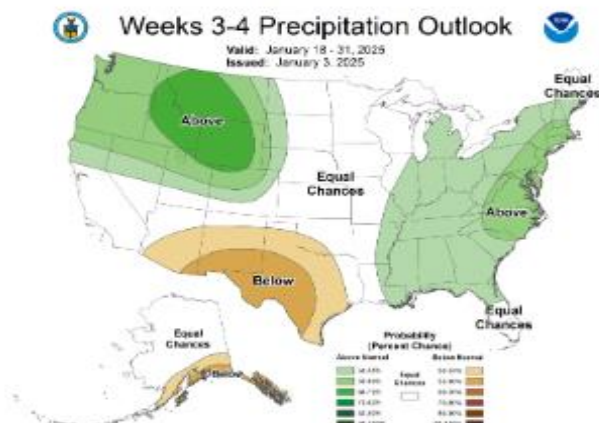 Weeks 3-4 Precipitation Outlook
Valid: January 18 - 31, 2025
Issued: January 3, 2025
Equal
Chances
Above
Equal
Chances
Above
Below
Equal
Chances
Equal
Chances
Below
Probability
(Percent Chance)
Above Normal
Below Normal
Equal
Chances